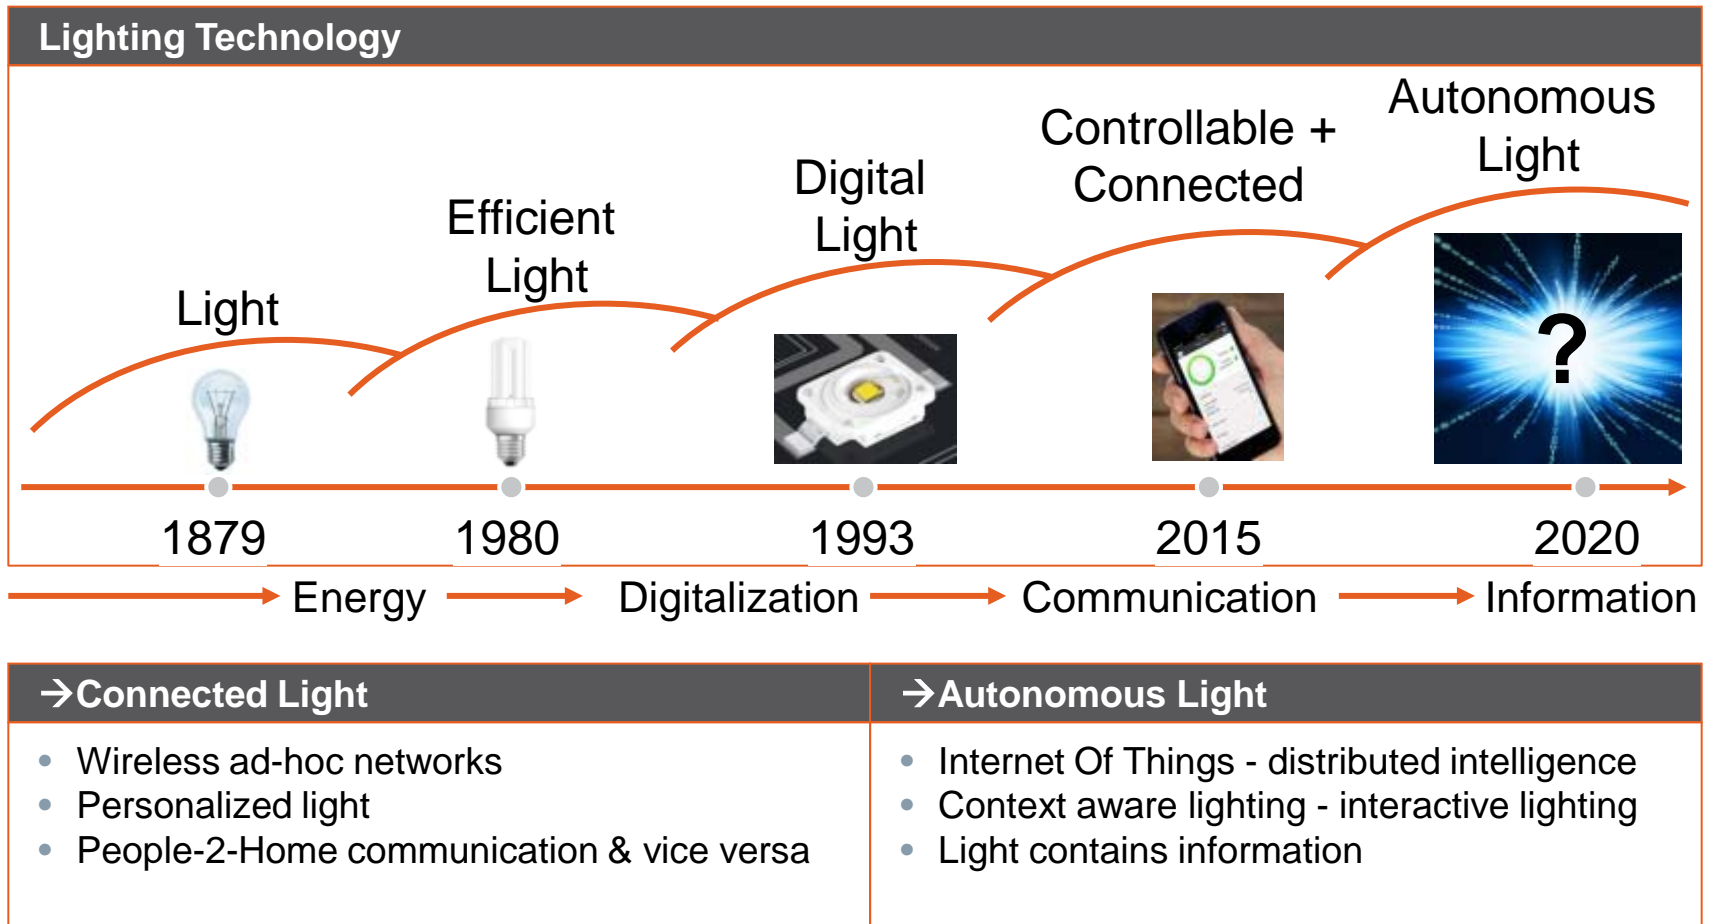 Lighting Technology
Light
Efficient
Light
Digital
Light
Controllable +
Connected
Autonomous
Light
?
1879 1980 1993 2015 2020
Energy Digitalization Communication Information
→Connected Light
• Wireless ad-hoc networks
• Personalized light
• People-2-Home communication & vice versa
→Autonomous Light
• Internet Of Things - distributed intelligence
• Context aware lighting - interactive lighting
• Light contains information